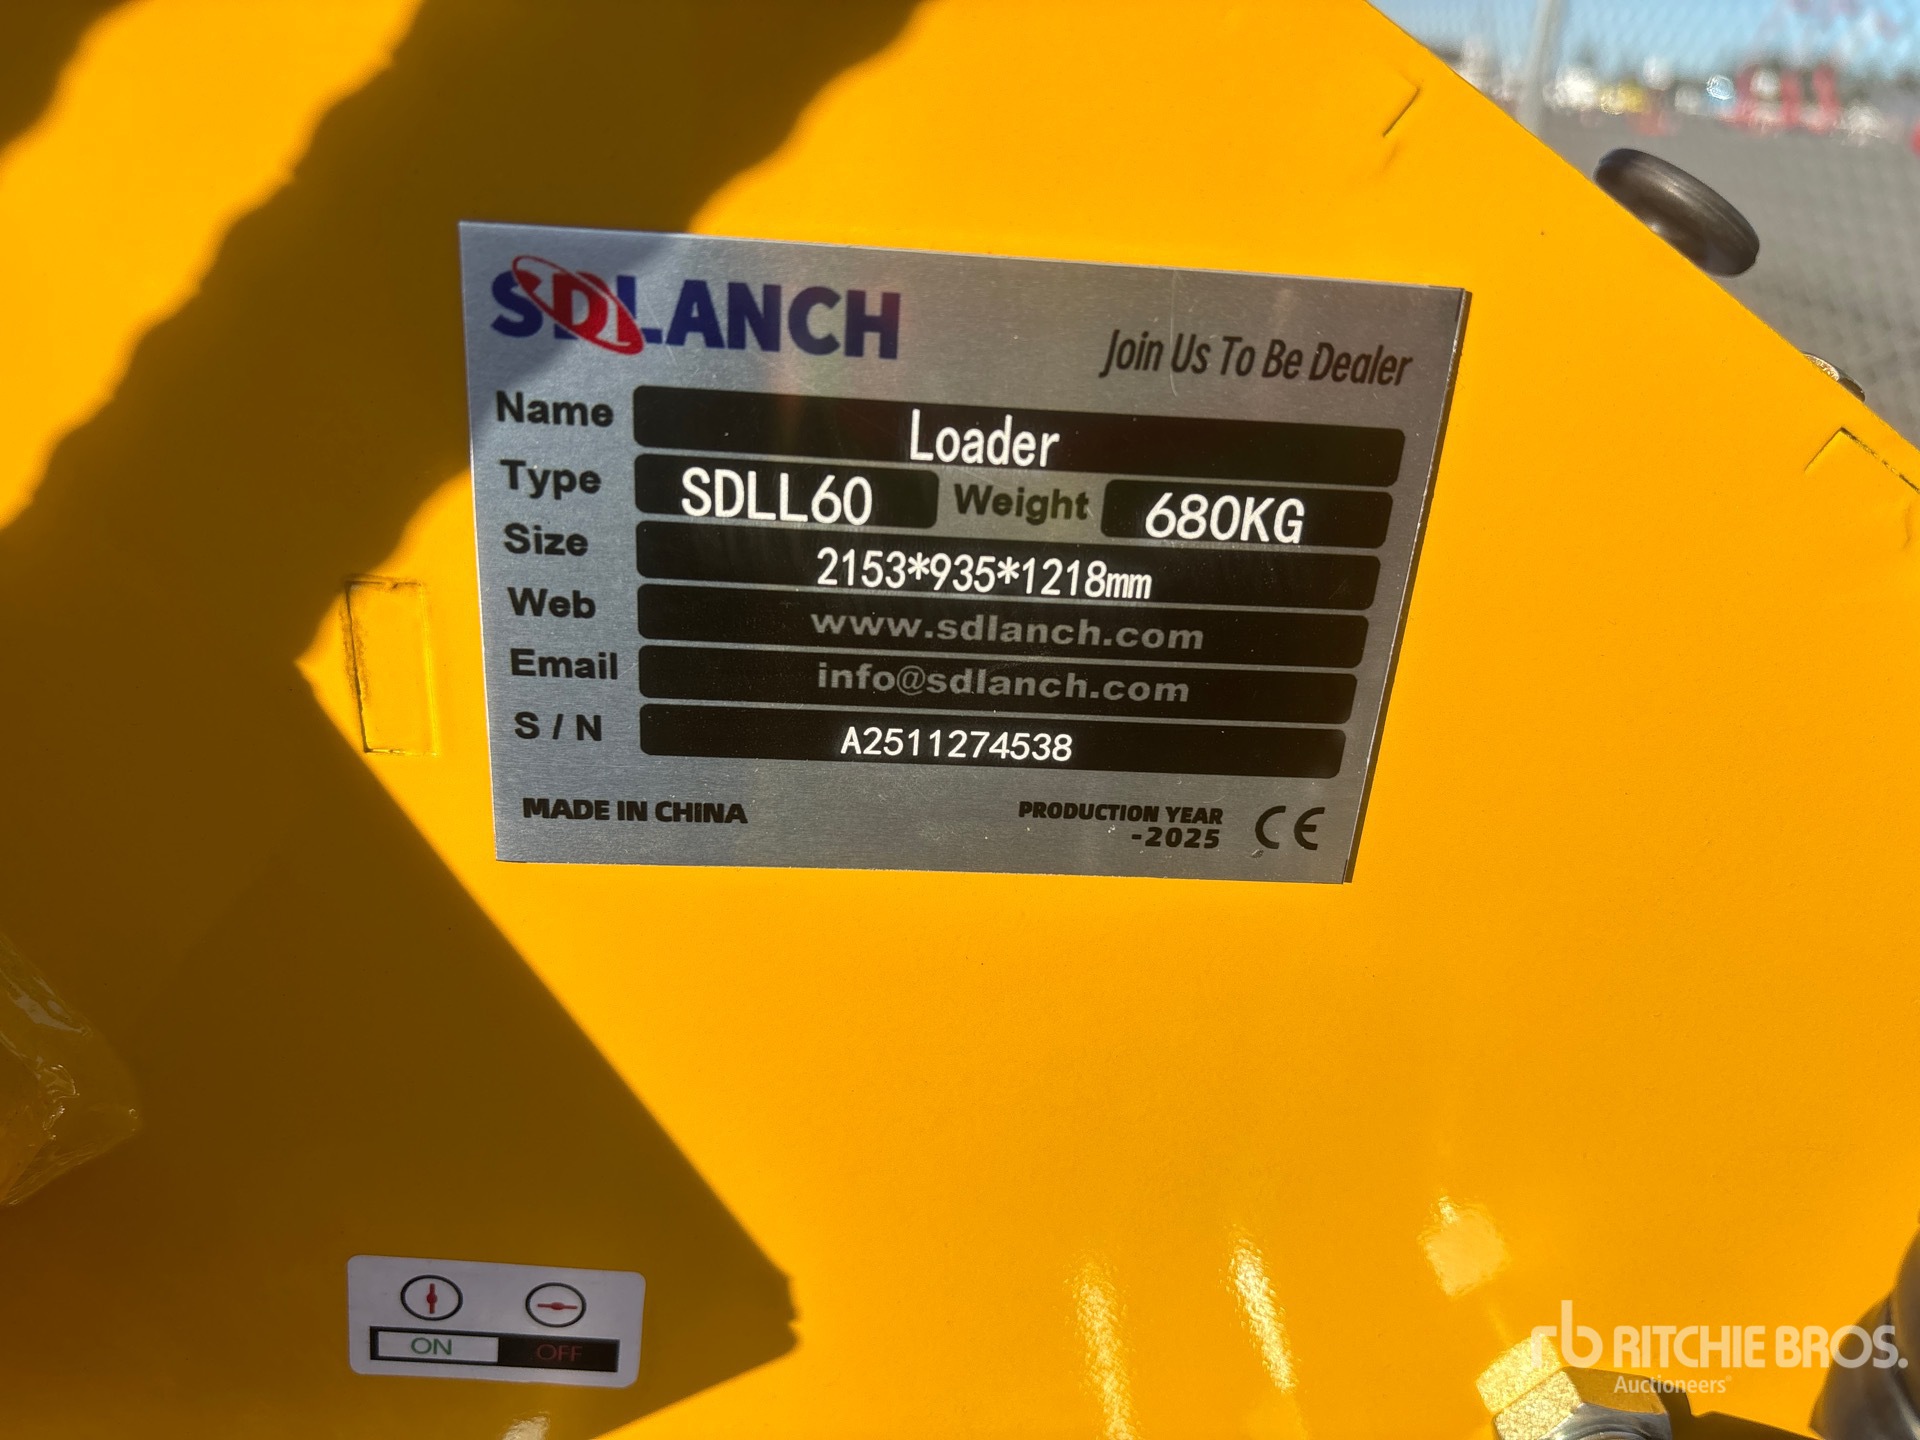 SDLANCH
Join Us To Be Dealer
Name Loader
Type SDLL60 Weight 680KG
Size 2153*935*1218mm
Web www.sdlanch.com
Email info@sdlanch.com
S / N A2511274538
MADE IN CHINA
PRODUCTION YEAR
-2025
CE
ON OFF
rb RITCHIE BROS.
Auctioneers